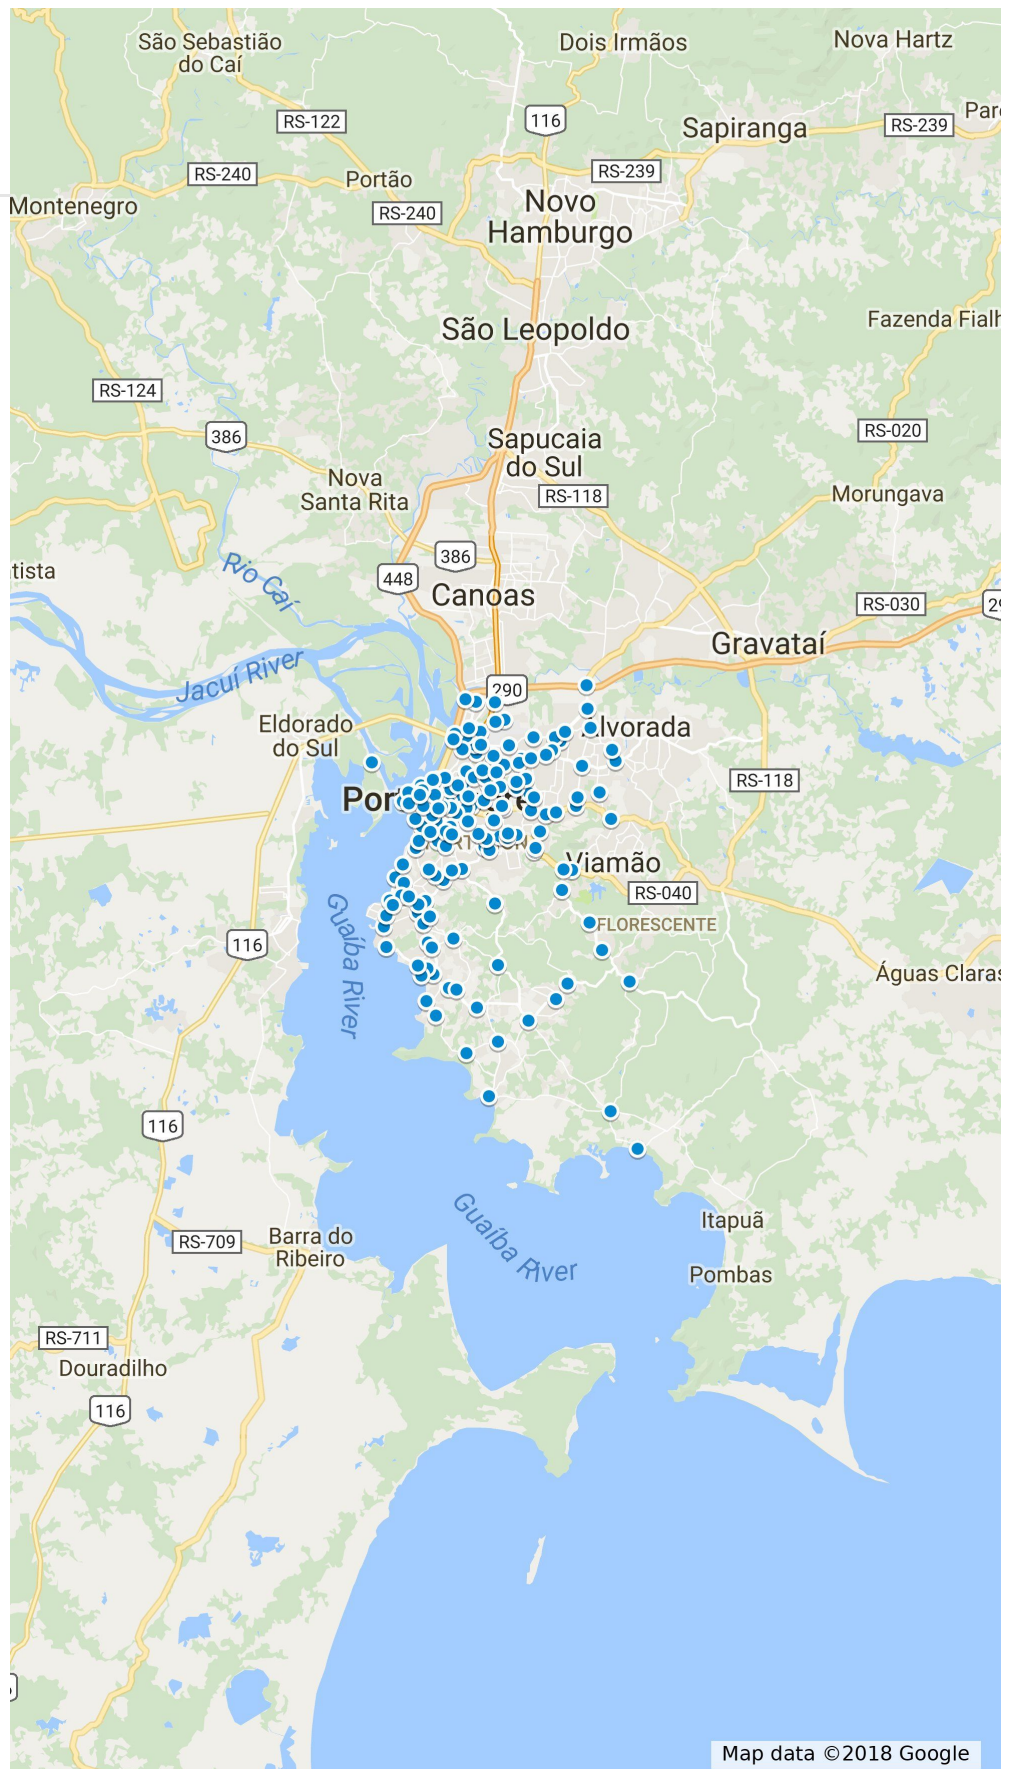 São Sebastião
do Caí
Dois Irmãos
Nova Hartz
RS-122
116
Sapiranga
RS-239
RS-240
Portão
RS-239
Montenegro
RS-240
Novo
Hamburgo
São Leopoldo
Fazenda
RS-124
386
Sapucaia
do Sul
RS-020
Nova
Santa Rita
RS-118
Morungava
386
448
Rio Caí
Canoas
RS-030
Gravataí
Jacuí River
290
Eldorado
do Sul
Alvorada
RS-118
Viamão
RS-040
Guaíba River
116
FLORESCENTE
Águas Claras
116
Itapuã
RS-709
Barra do
Ribeiro
Guaíba River
Pombas
RS-711
Douradilho
116
Map data ©2018 Google